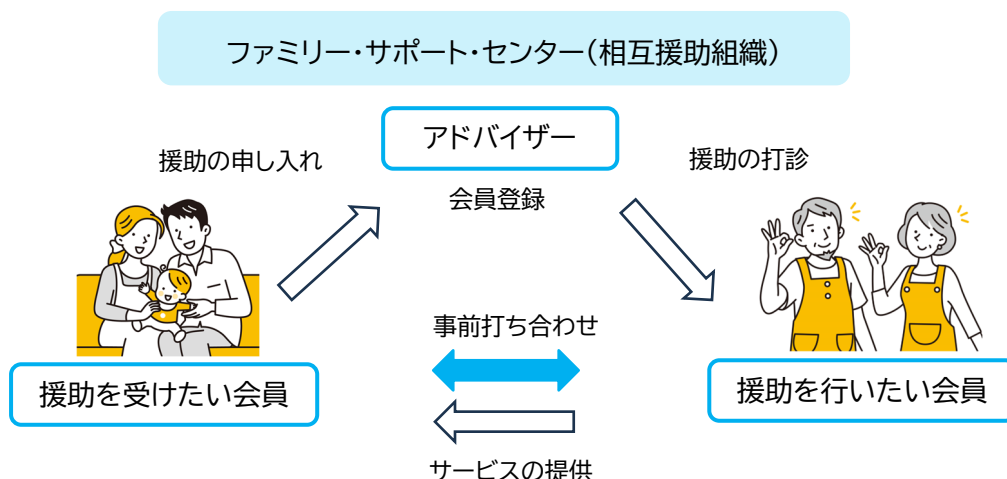 ファミリー・サポート・センター(相互援助組織)
アドバイザー
援助の申し入れ
援助の打診
会員登録
事前打ち合わせ
援助を受けたい会員
援助を行いたい会員
サービスの提供